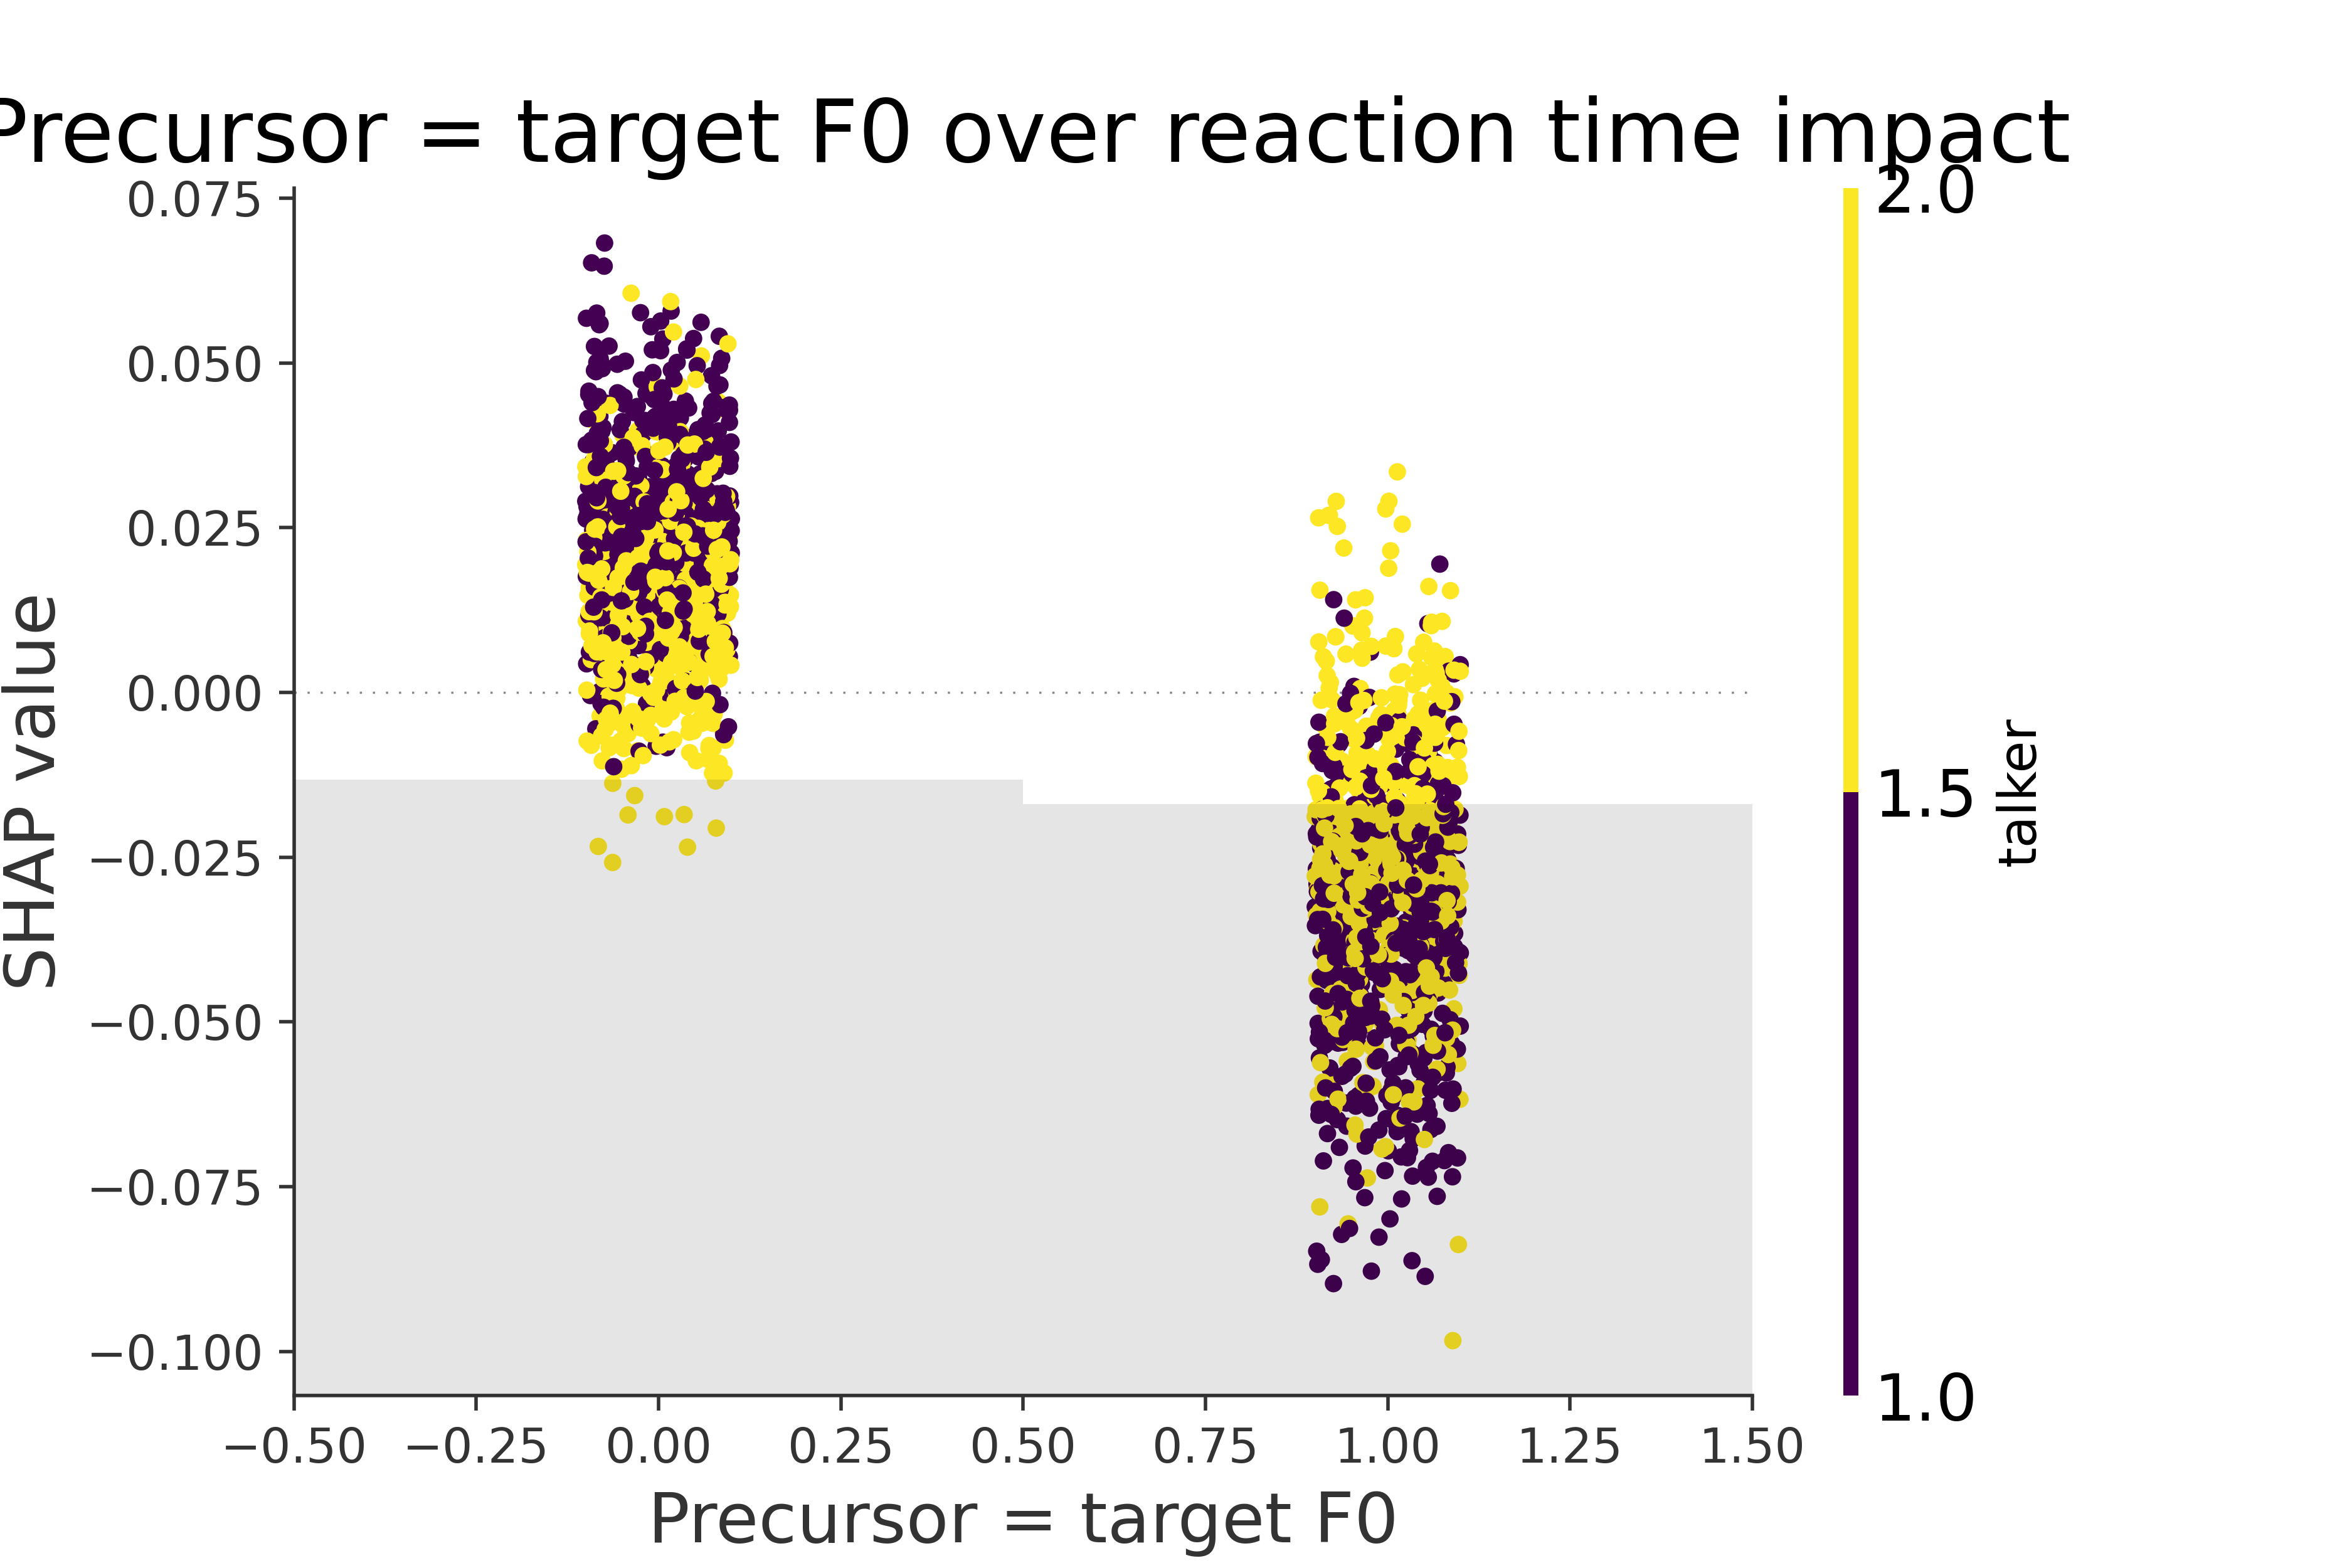 Precursor = target F0 over reaction time impact
0.075
0.050
0.025
0.000
−0.025
−0.050
−0.075
−0.100
SHAP value
−0.50 −0.25 0.00 0.25 0.50 0.75 1.00 1.25 1.50
Precursor = target F0
2.0
1.5
1.0
talker